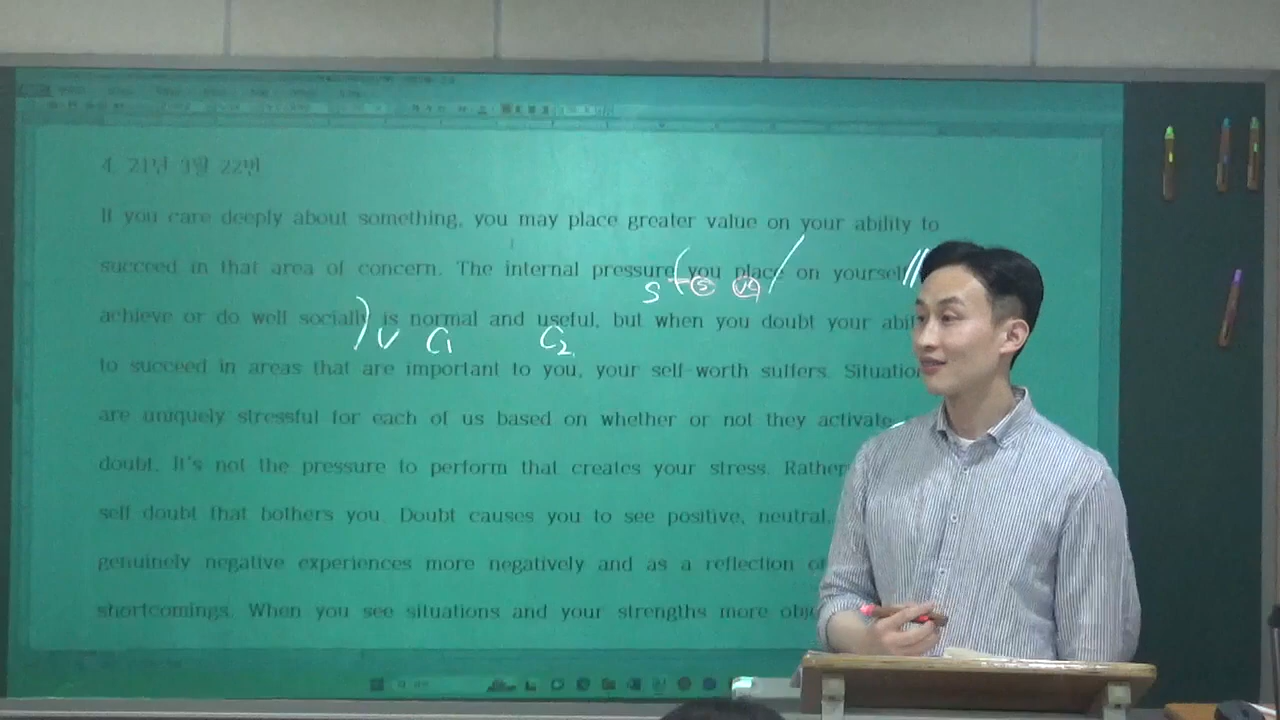 4. 21년 3월 22번
If you care deeply about something, you may place greater value on your ability to
succeed in that area of concern. The internal pressure you place on yourself
S ( S V /
achieve or do well socially is normal and useful, but when you doubt your
) V C1 C2
to succeed in areas that are important to you, your self-worth suffers.
are uniquely stressful for each of us based on whether or not they activate
doubt. It's not the pressure to perform that creates your stress.
self doubt that bothers you. Doubt causes you to see positive, neutral,
genuinely negative experiences more negatively and as a reflection
shortcomings. When you see situations and your strengths more